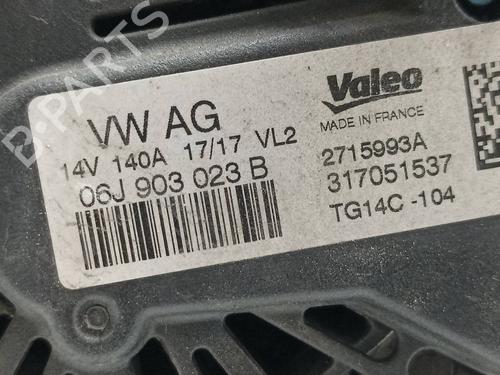 B-PARTS
VW AG
14V 140A 17/17 VL2
06J 903 023 B
Valeo
MADE IN FRANCE
2715993A
317051537
TG14C -104